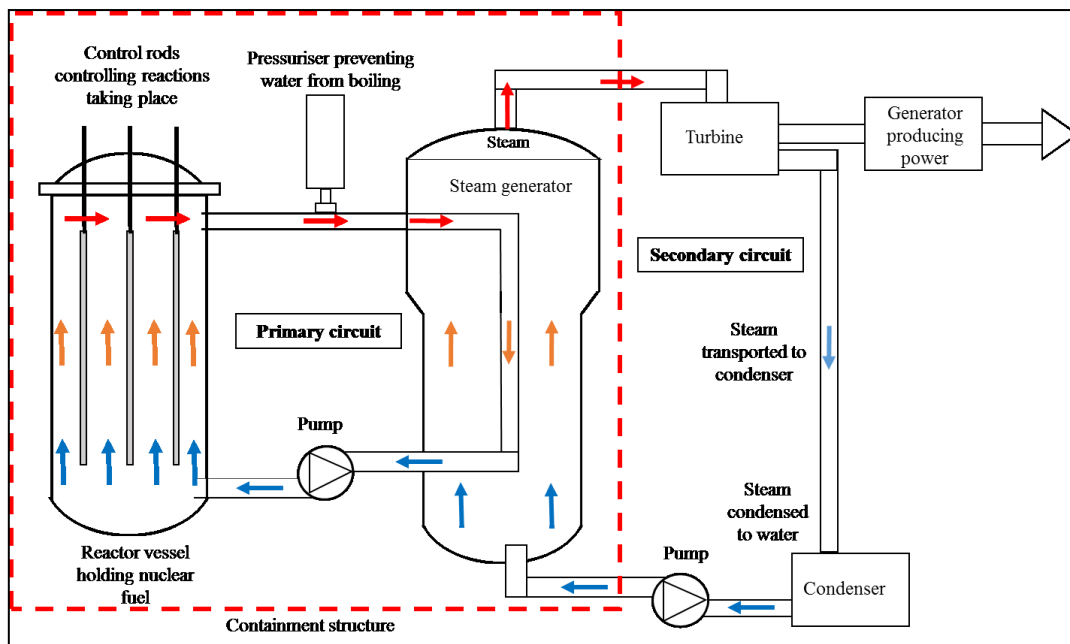 Control rods
controlling reactions
taking place
Pressuriser preventing
water from boiling
Steam
Steam generator
Turbine
Generator
producing
power
Secondary circuit
Primary circuit
Steam
transported to
condenser
Pump
Steam
condensed
to water
Pump
Condenser
Reactor vessel
holding nuclear
fuel
Containment structure